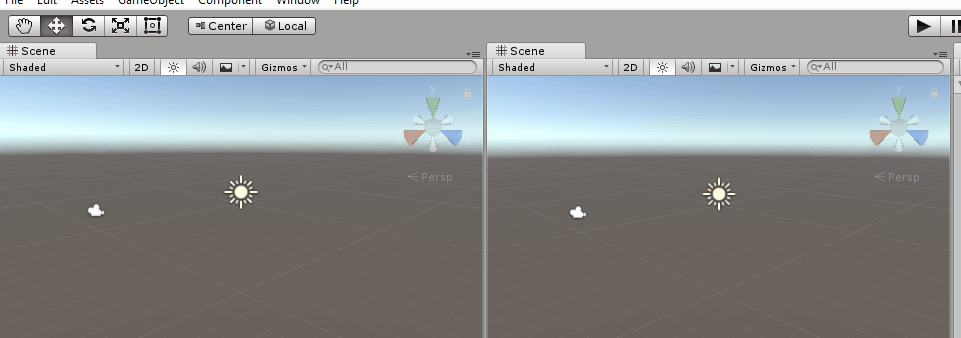 File Edit Assets GameObject Component Window Help
Center Local
Scene Scene
Shaded 2D Gizmos All Shaded 2D Gizmos All
y y
Persp Persp